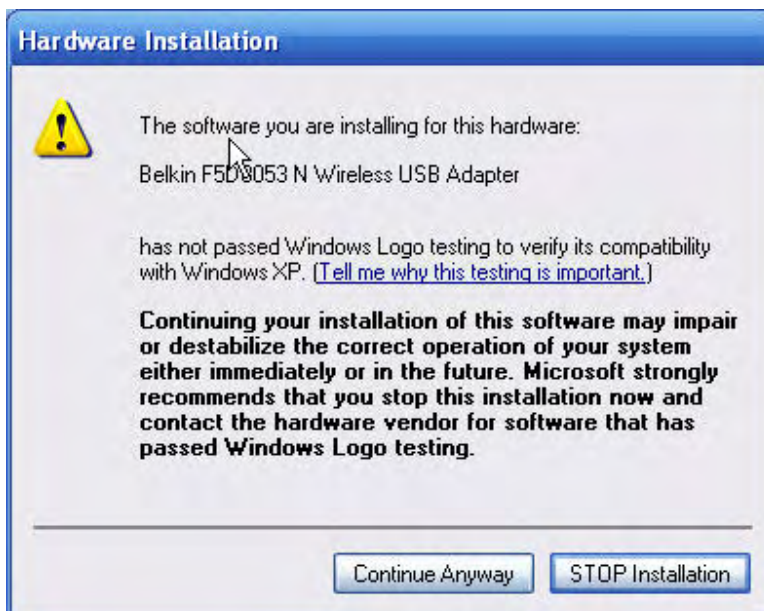 Hardware Installation
The software you are installing for this hardware:
Belkin F5D8053 N Wireless USB Adapter
has not passed Windows Logo testing to verify its compatibility
with Windows XP. (Tell me why this testing is important.)
Continuing your installation of this software may impair
or destabilize the correct operation of your system
either immediately or in the future. Microsoft strongly
recommends that you stop this installation now and
contact the hardware vendor for software that has
passed Windows Logo testing.
Continue Anyway
STOP Installation